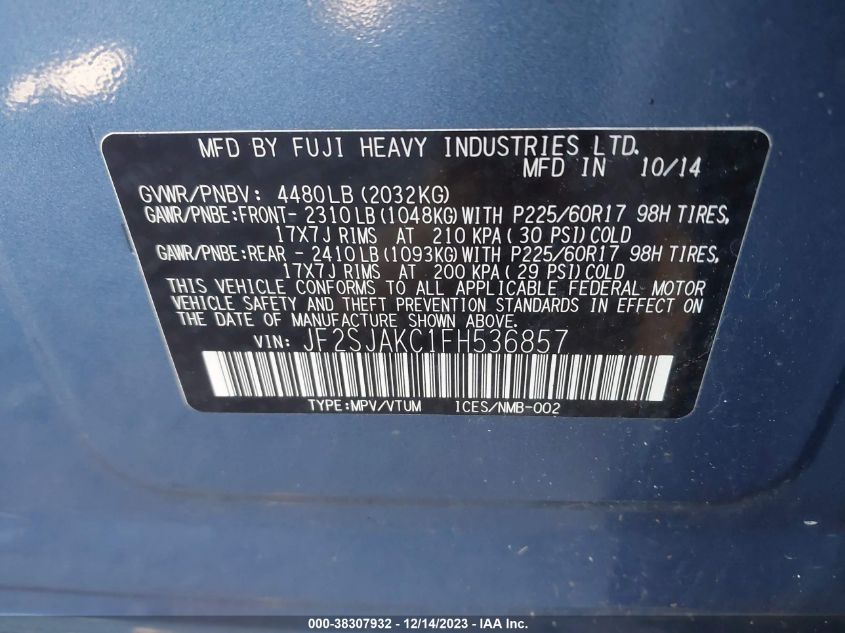 MFD BY FUJI HEAVY INDUSTRIES LTD.
MFD IN 10/14
GVWR/PNBV: 4480LB (2032KG)
GAWR/PNBE:FRONT- 2310LB (1048KG) WITH P225/60R17 98H TIRES,
17X7J RIMS AT 210 KPA ( 30 PSI) COLD
GAWR/PNBE:REAR - 2410LB (1093KG) WITH P225/60R17 98H TIRES,
17X7J RIMS AT 200 KPA ( 29 PSI) COLD
THIS VEHICLE CONFORMS TO ALL APPLICABLE FEDERAL MOTOR
VEHICLE SAFETY AND THEFT PREVENTION STANDARDS IN EFFECT ON
THE DATE OF MANUFACTURE SHOWN ABOVE.
VIN: JF2SJAKC1FH536857
TYPE:MPV/VTUM ICES/NMB-002
000-38307932 - 12/14/2023 - IAA Inc.